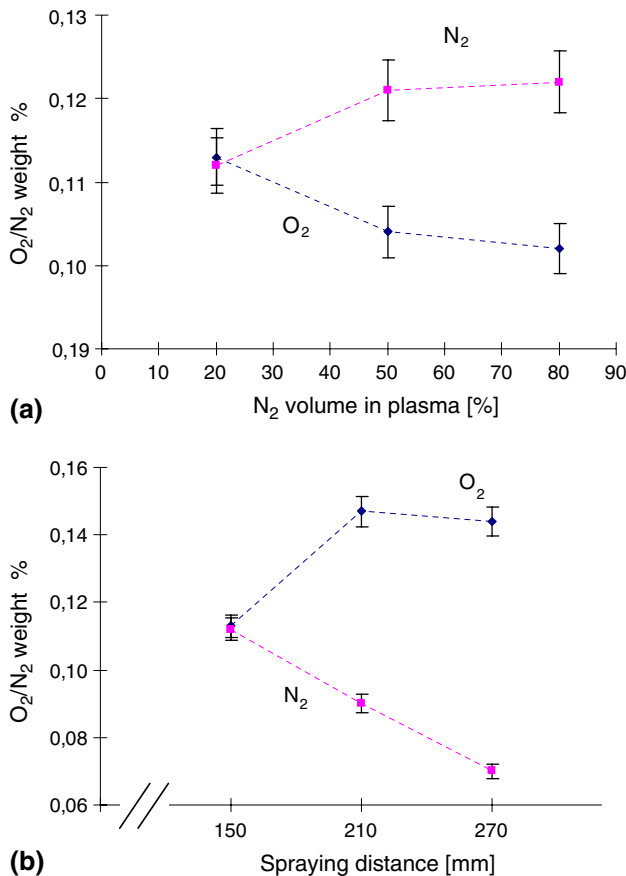 0,13
0,12
0,11
0,10
0,19
O₂/N₂ weight %
N₂
O₂
0 10 20 30 40 50 60 70 80 90
N₂ volume in plasma [%]
(a)
0,16
0,14
0,12
0,10
0,08
0,06
O₂/N₂ weight %
O₂
N₂
150 210 270
Spraying distance [mm]
(b)